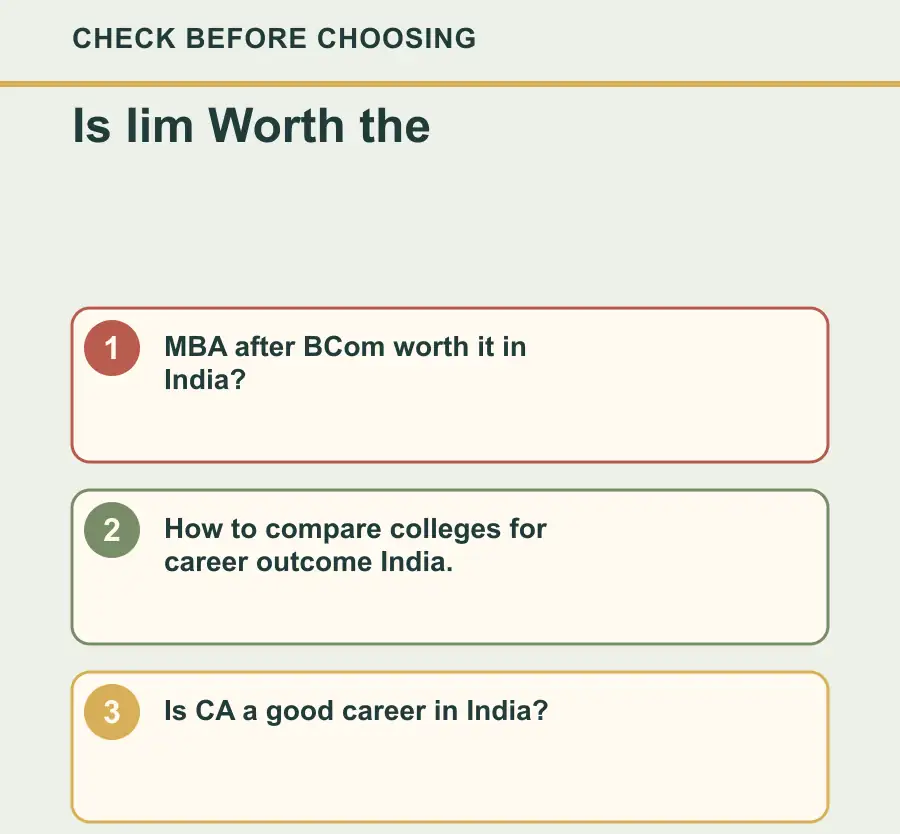 CHECK BEFORE CHOOSING
Is Iim Worth the
1
MBA after BCom worth it in
India?
2
How to compare colleges for
career outcome India.
3
Is CA a good career in India?